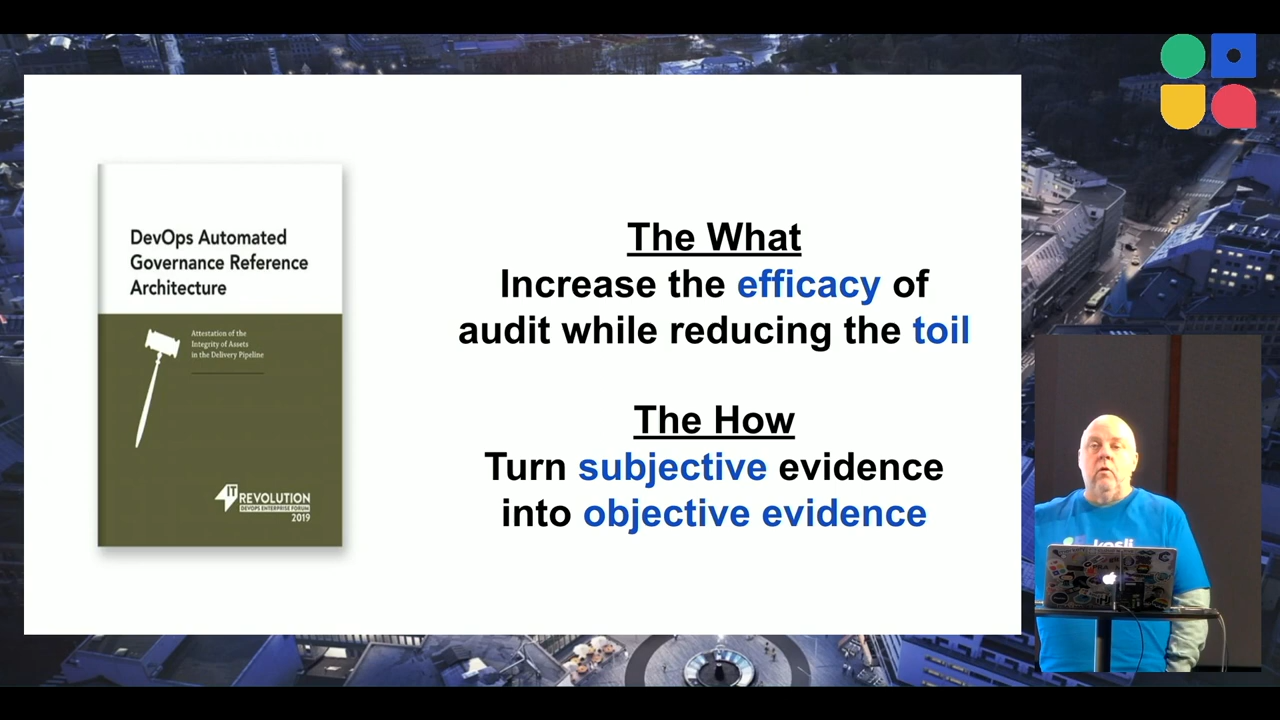 DevOps Automated
Governance Reference
Architecture
Attestation of the
Integrity of Assets
in the Delivery Pipeline
IT
REVOLUTION
DEVOPS ENTERPRISE FORUM
2019
The What
Increase the efficacy of
audit while reducing the toil
The How
Turn subjective evidence
into objective evidence
kosli